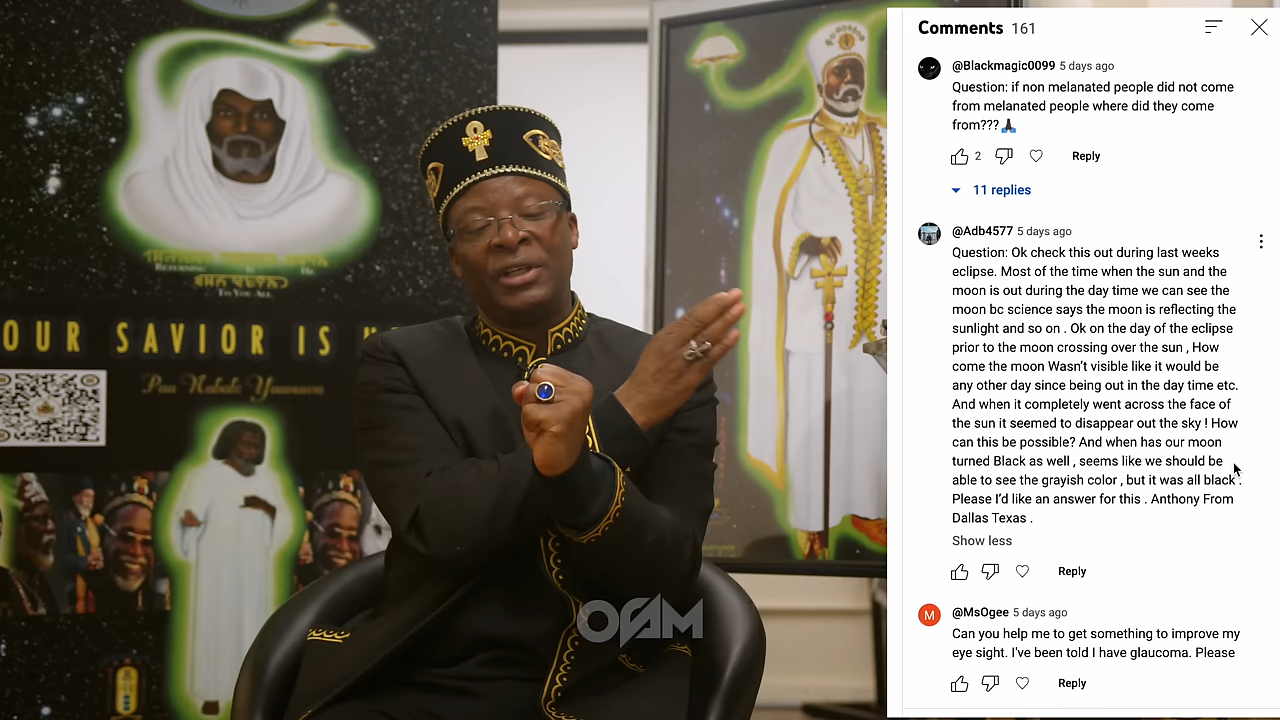 OUR SAVIOR IS
Paa Nabab Yaanuun
TO YOU ALL
OSAM
Comments 161
@Blackmagic0099 5 days ago
Question: if non melanated people did not come
from melanated people where did they come
from???🙏🏿
2
Reply
11 replies
@Adb4577 5 days ago
Question: Ok check this out during last weeks
eclipse. Most of the time when the sun and the
moon is out during the day time we can see the
moon bc science says the moon is reflecting the
sunlight and so on . Ok on the day of the eclipse
prior to the moon crossing over the sun , How
come the moon Wasn’t visible like it would be
any other day since being out in the day time etc.
And when it completely went across the face of
the sun it seemed to disappear out the sky ! How
can this be possible? And when has our moon
turned Black as well , seems like we should be
able to see the grayish color , but it was all black .
Please I’d like an answer for this . Anthony From
Dallas Texas .
Show less
Reply
M
@MsOgee 5 days ago
Can you help me to get something to improve my
eye sight. I've been told I have glaucoma. Please
Reply